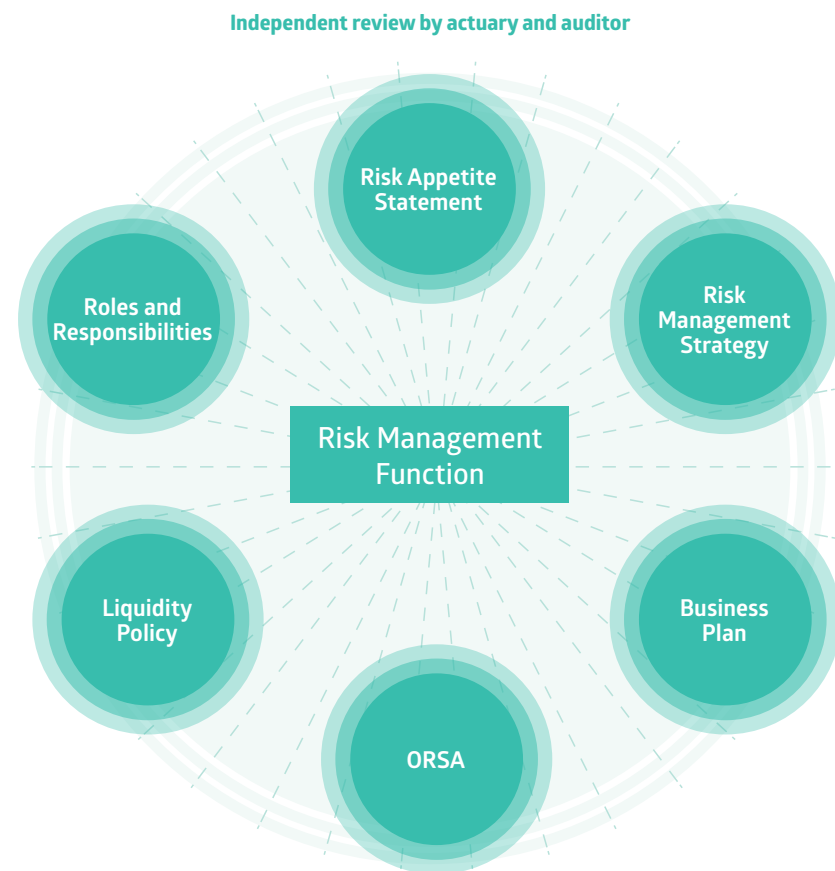 Independent review by actuary and auditor
Risk Appetite
Statement
Roles and
Responsibilities
Risk
Management
Strategy
Risk Management
Function
Liquidity
Policy
Business
Plan
ORSA